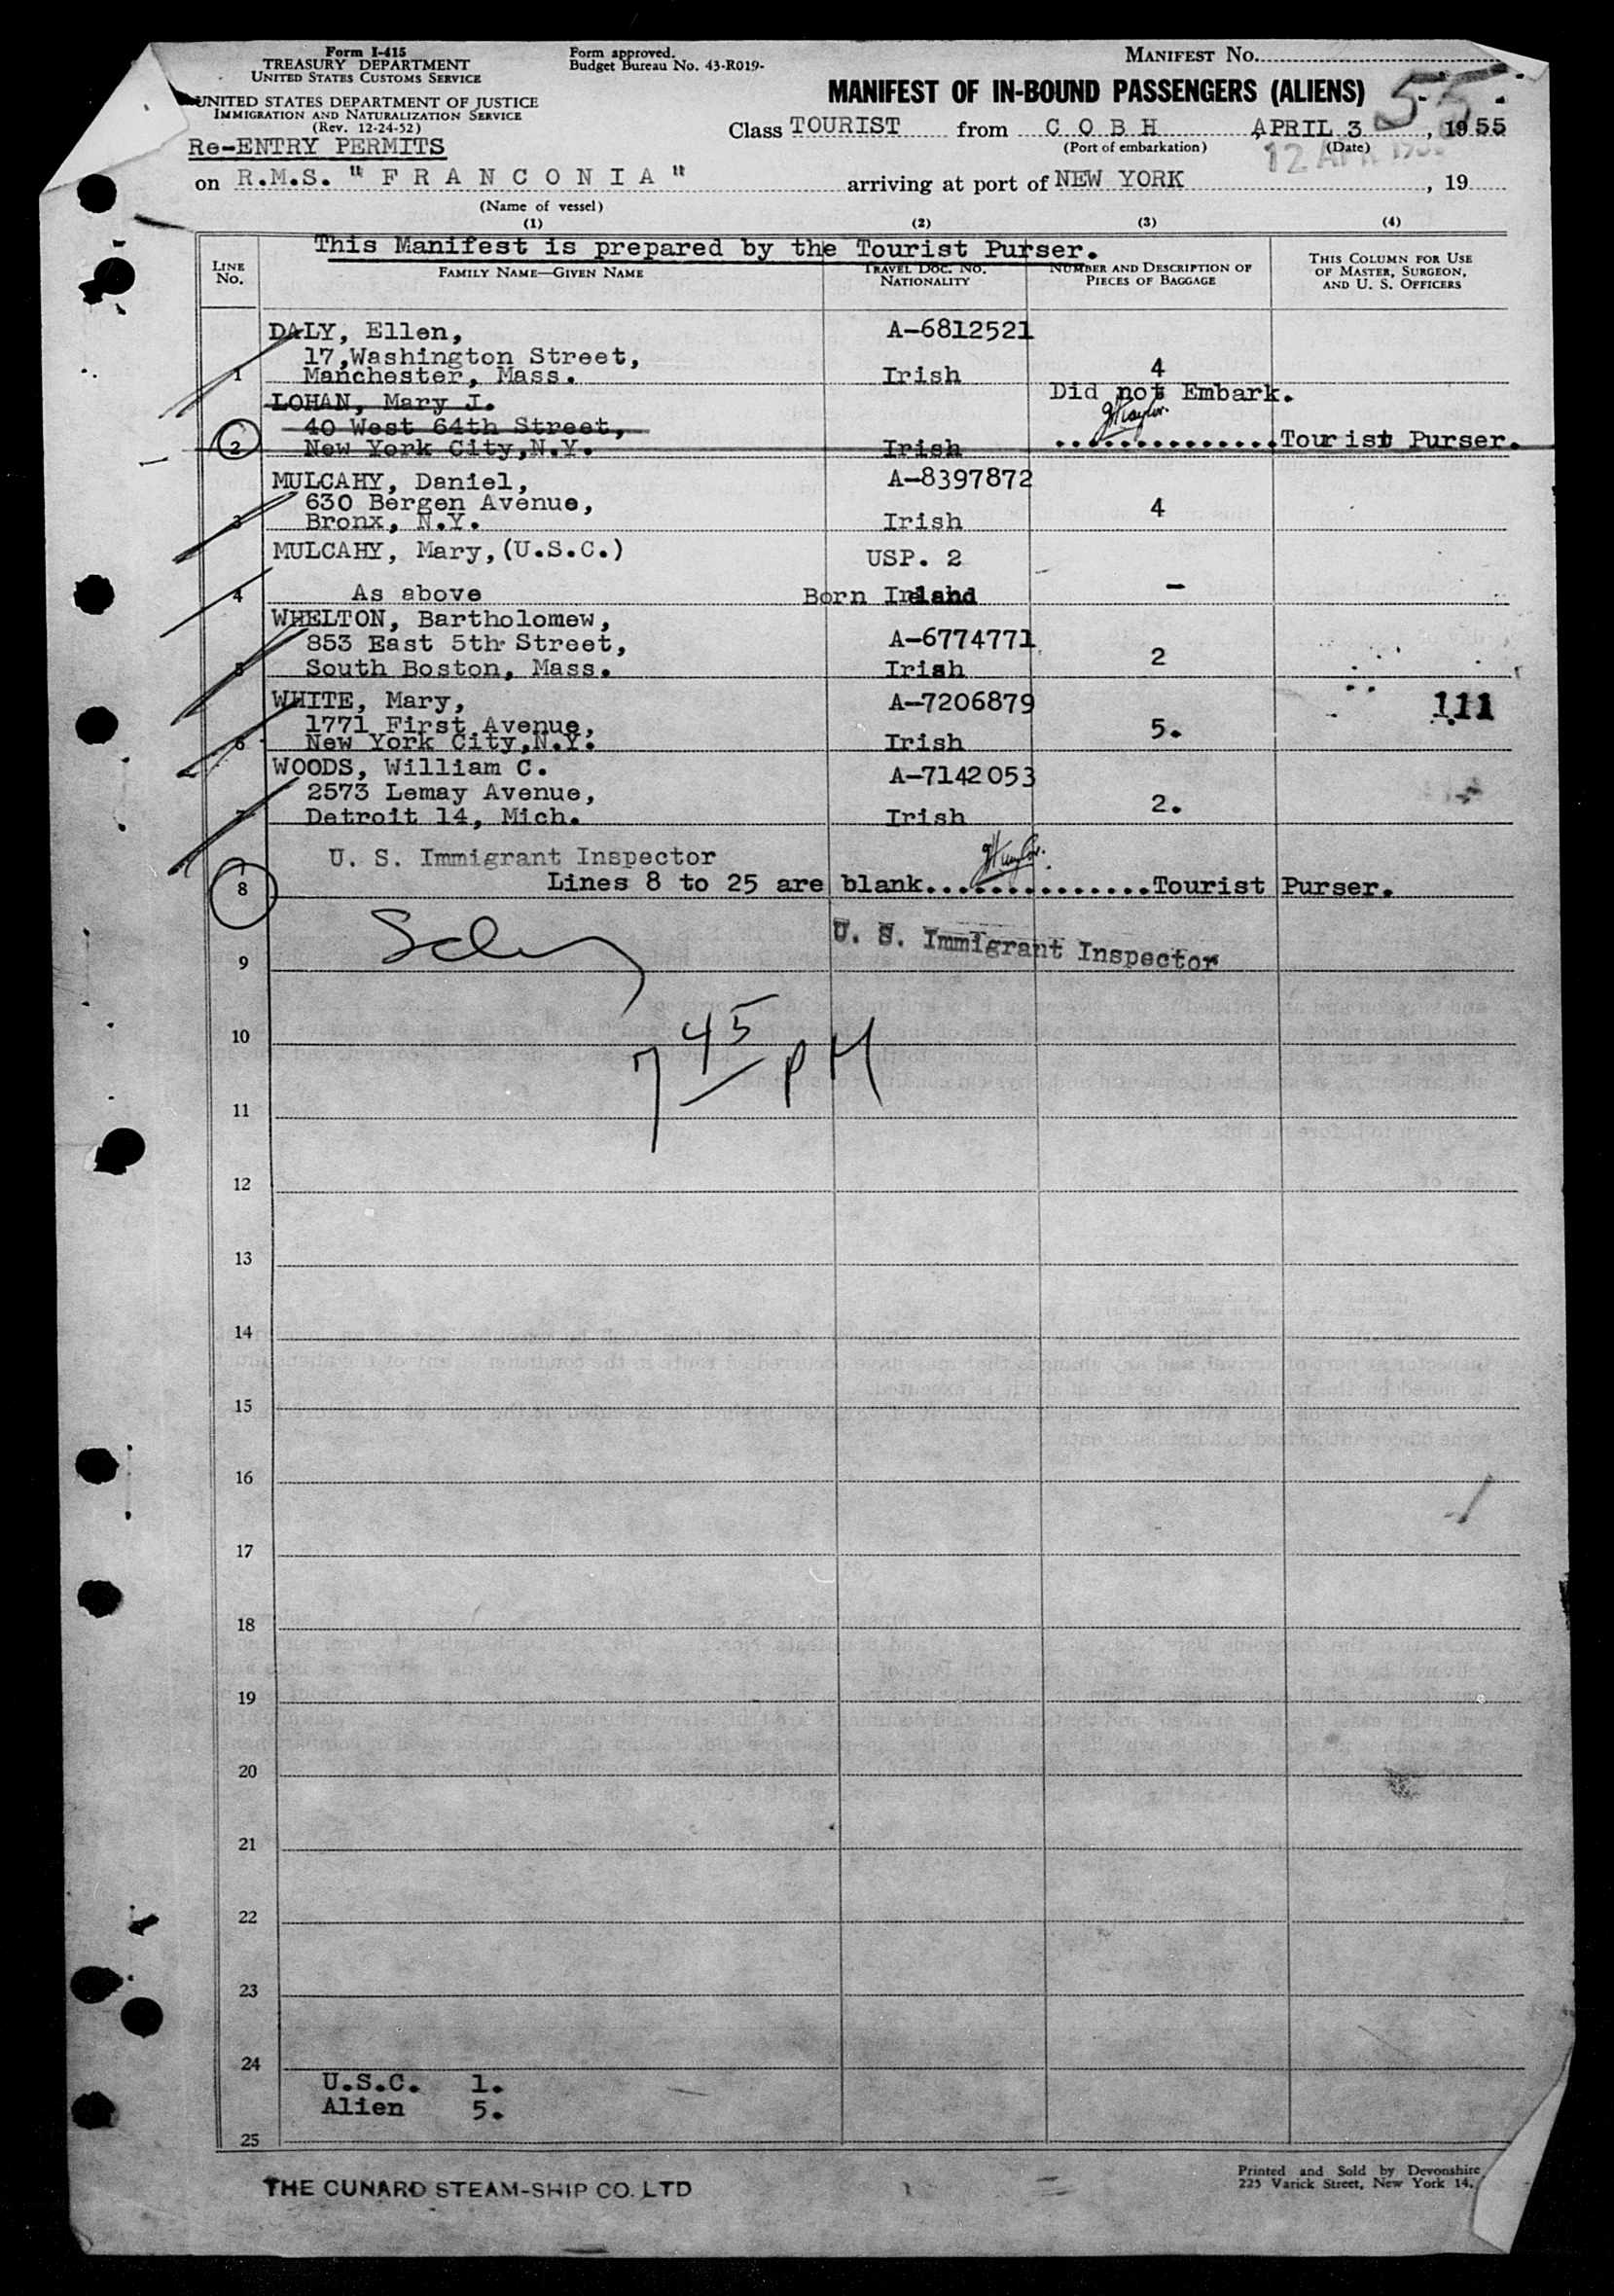 Form I-415
TREASURY DEPARTMENT
UNITED STATES CUSTOMS SERVICE
UNITED STATES DEPARTMENT OF JUSTICE
IMMIGRATION AND NATURALIZATION SERVICE
(Rev. 12-24-52)
Re-ENTRY PERMITS
Form approved.
Budget Bureau No. 43-R019-
MANIFEST NO.
55
MANIFEST OF IN-BOUND PASSENGERS (ALIENS)
Class TOURIST from C O B H APRIL 3, 1955
(Port of embarkation) (Date)
12 APR
on R.M.S. " F R A N C O N I A " arriving at port of NEW YORK, 19
(Name of vessel)
(1) (2) (3) (4)
This Manifest is prepared by the Tourist Purser.
LINE NO. FAMILY NAME—GIVEN NAME TRAVEL DOC. NO. NATIONALITY NUMBER AND DESCRIPTION OF PIECES OF BAGGAGE THIS COLUMN FOR USE OF MASTER, SURGEON, AND U. S. OFFICERS
DALY, Ellen, A-6812521
17,Washington Street,
1 Manchester, Mass. Irish 4
LOHAN, Mary J. Did not Embark.
40 West 64th Street,
2 New York City,N.Y. Irish ..............Tourist Purser.
MULCAHY, Daniel, A-8397872
630 Bergen Avenue, 4
3 Bronx, N.Y. Irish
MULCAHY, Mary,(U.S.C.) USP. 2
4 As above Born Ireland -
WHELTON, Bartholomew,
853 East 5th Street, A-6774771
5 South Boston, Mass. Irish 2
WHITE, Mary, A-7206879 111
1771 First Avenue, 5.
6 New York City,N.Y. Irish
WOODS, William C. A-7142053
2573 Lemay Avenue, 2.
7 Detroit 14, Mich. Irish
U. S. Immigrant Inspector
8 Lines 8 to 25 are blank...............Tourist Purser.
U. S. Immigrant Inspector
9
7 45 PM
10
11
12
13
14
15
16
17
18
19
20
21
22
23
24
U.S.C. 1.
Alien 5.
25
THE CUNARD STEAM-SHIP CO. LTD
Printed and Sold by Devonshire
225 Varick Street, New York 14,